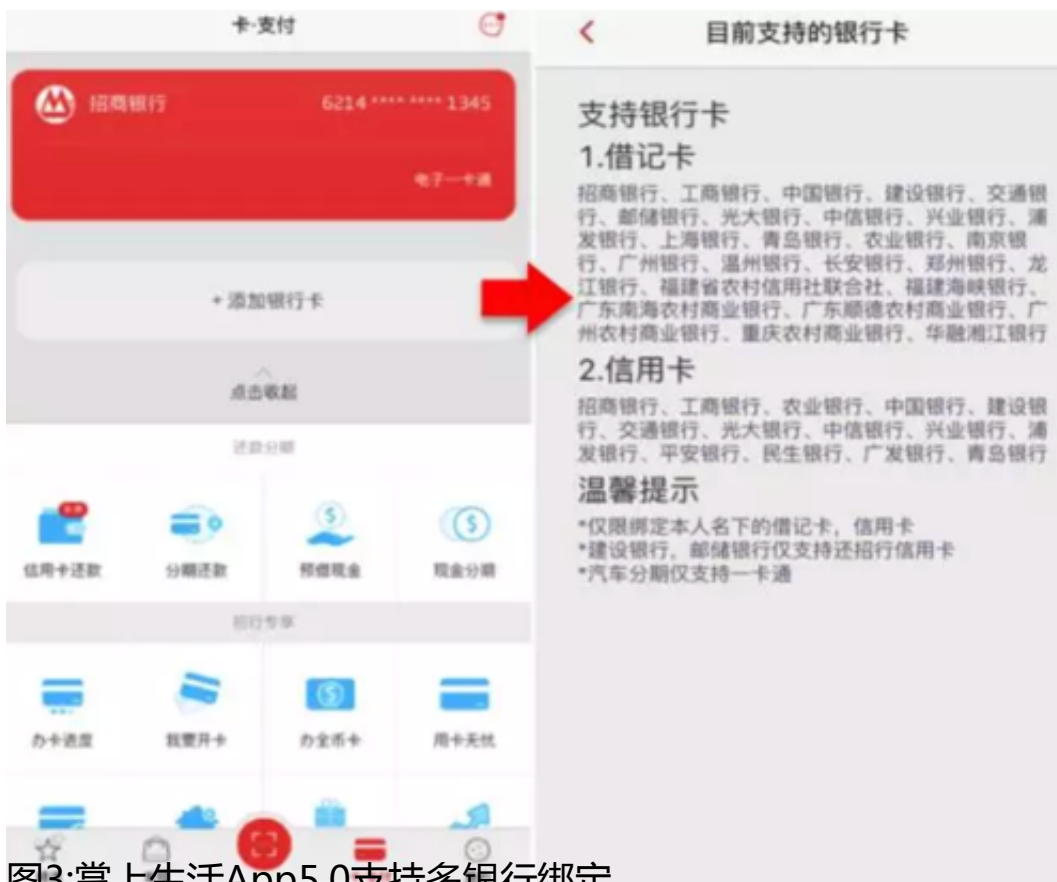 卡·支付
招商银行
6214 **** **** 1345
电子一卡通
+ 添加银行卡
点击收起
还款分期
信用卡还款
分期还款
预借现金
现金分期
招行专享
办卡进度
我要开卡
办全币卡
用卡无忧
目前支持的银行卡
支持银行卡
1.借记卡
招商银行、工商银行、中国银行、建设银行、交通银
行、邮储银行、光大银行、中信银行、兴业银行、浦
发银行、上海银行、青岛银行、农业银行、南京银
行、广州银行、温州银行、长安银行、郑州银行、龙
江银行、福建省农村信用社联合社、福建海峡银行、
广东南海农村商业银行、广东顺德农村商业银行、广
州农村商业银行、重庆农村商业银行、华融湘江银行
2.信用卡
招商银行、工商银行、农业银行、中国银行、建设银
行、交通银行、光大银行、中信银行、兴业银行、浦
发银行、平安银行、民生银行、广发银行、青岛银行
温馨提示
*仅限绑定本人名下的借记卡，信用卡
*建设银行，邮储银行仅支持还招行信用卡
*汽车分期仅支持一卡通
图3:掌上生活App5.0支持多银行绑定